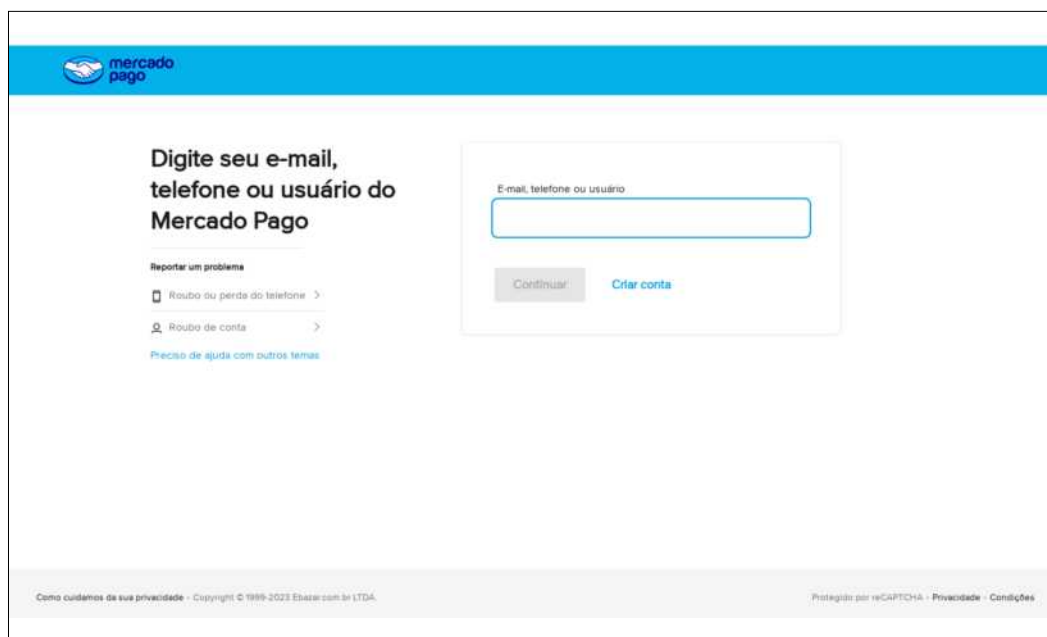 mercado
pago
Digite seu e-mail,
telefone ou usuário do
Mercado Pago
Reportar um problema
Roubo ou perda do telefone
Roubo de conta
Preciso de ajuda com outros temas
E-mail, telefone ou usuário
Continuar
Criar conta
Como cuidamos da sua privacidade - Copyright © 1999-2023 Ebazar.com.br LTDA.
Protegido por reCAPTCHA - Privacidade - Condições